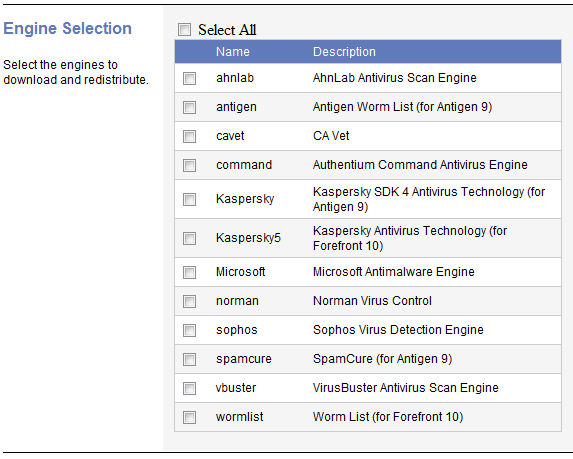 Engine Selection
Select the engines to
download and redistribute.
Select All
Name Description
ahnlab AhnLab Antivirus Scan Engine
antigen Antigen Worm List (for Antigen 9)
cavet CA Vet
command Authentium Command Antivirus Engine
Kaspersky Kaspersky SDK 4 Antivirus Technology (for
Antigen 9)
Kaspersky5 Kaspersky Antivirus Technology (for
Forefront 10)
Microsoft Microsoft Antimalware Engine
norman Norman Virus Control
sophos Sophos Virus Detection Engine
spamcure SpamCure (for Antigen 9)
vbuster VirusBuster Antivirus Scan Engine
wormlist Worm List (for Forefront 10)